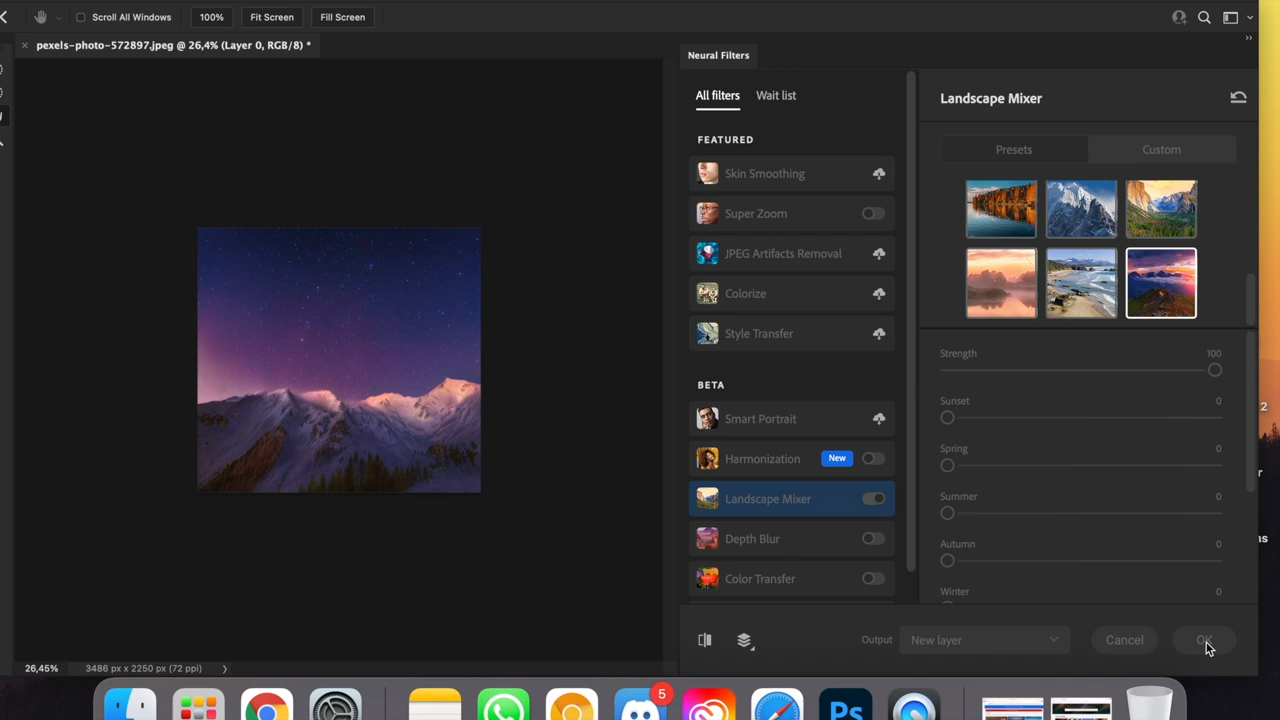 Scroll All Windows
100%
Fit Screen
Fill Screen
pexels-photo-572897.jpeg @ 26,4% (Layer 0, RGB/8) *
Neural Filters
All filters
Wait list
FEATURED
Skin Smoothing
Super Zoom
JPEG Artifacts Removal
Colorize
Style Transfer
BETA
Smart Portrait
Harmonization New
Landscape Mixer
Depth Blur
Color Transfer
Landscape Mixer
Presets
Custom
Strength 100
Sunset 0
Spring 0
Summer 0
Autumn 0
Winter 0
Output
New layer
Cancel
OK
26,45%
3486 px x 2250 px (72 ppi)
5
Ps
2
r
ns